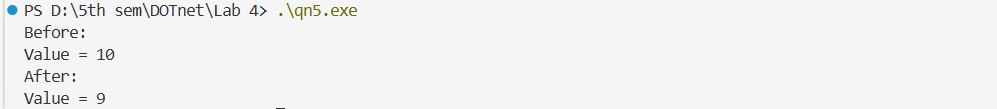 PS D:\5th sem\DOTnet\Lab 4> .\qn5.exe
Before:
Value = 10
After:
Value = 9